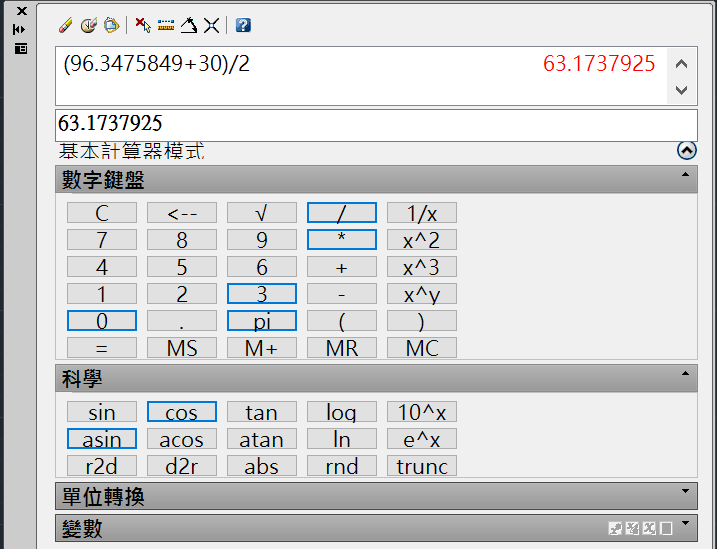 (96.3475849+30)/2 63.1737925
63.1737925
基本計算器模式
數字鍵盤
C <-- √ / 1/x
7 8 9 * x^2
4 5 6 + x^3
1 2 3 - x^y
0 . pi ( )
= MS M+ MR MC
科學
sin cos tan log 10^x
asin acos atan ln e^x
r2d d2r abs rnd trunc
單位轉換
變數